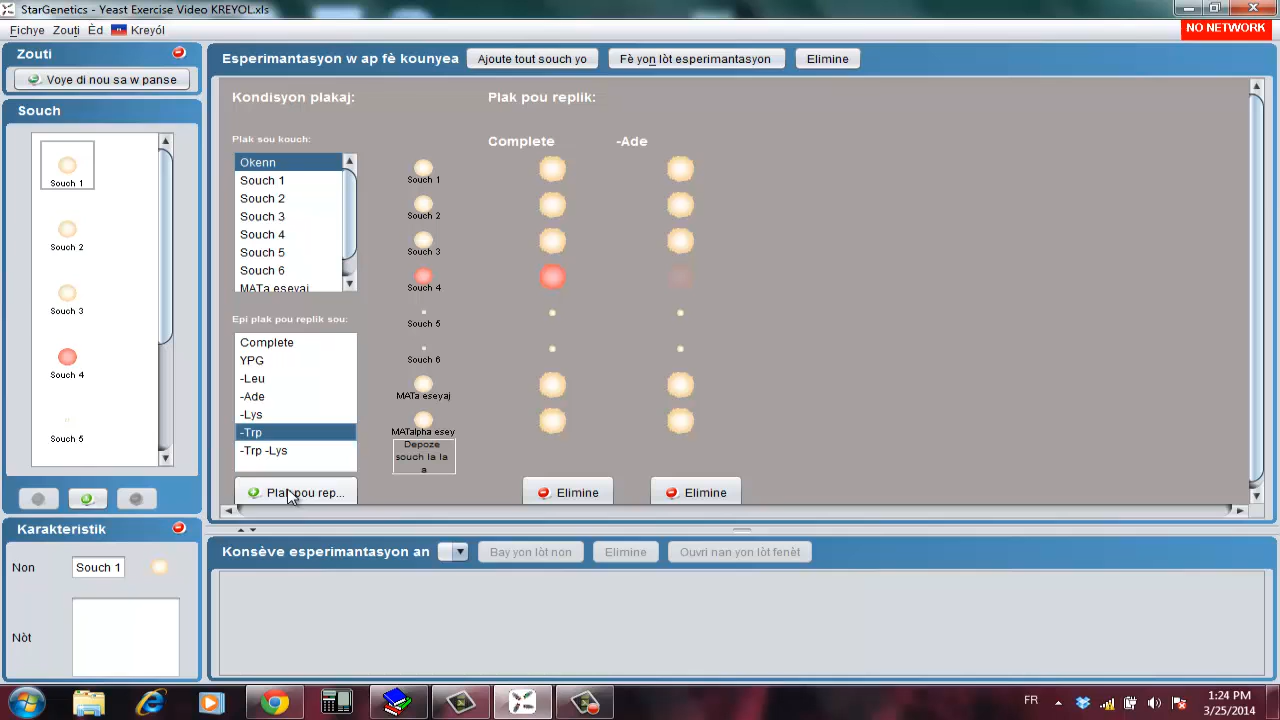 StarGenetics - Yeast Exercise Video KREYOL.xls
Fichye Zouti Èd Kreyól
NO NETWORK
Zouti
Voye di nou sa w panse
Souch
Souch 1
Souch 2
Souch 3
Souch 4
Souch 5
Karakteristik
Non Souch 1
Nòt
Esperimantasyon w ap fè kounyea
Ajoute tout souch yo
Fè yon lòt esperimantasyon
Elimine
Kondisyon plakaj:
Plak pou replik:
Plak sou kouch:
Okenn
Souch 1
Souch 2
Souch 3
Souch 4
Souch 5
Souch 6
MATa eseyaj
Epi plak pou replik sou:
Complete
YPG
-Leu
-Ade
-Lys
-Trp
-Trp -Lys
Plak pou rep...
Complete -Ade
Souch 1
Souch 2
Souch 3
Souch 4
Souch 5
Souch 6
MATa eseyaj
MATalpha esey
Depoze
souch la la
a
Elimine Elimine
Konsève esperimantasyon an
Bay yon lòt non
Elimine
Ouvri nan yon lòt fenèt
FR
1:24 PM
3/25/2014